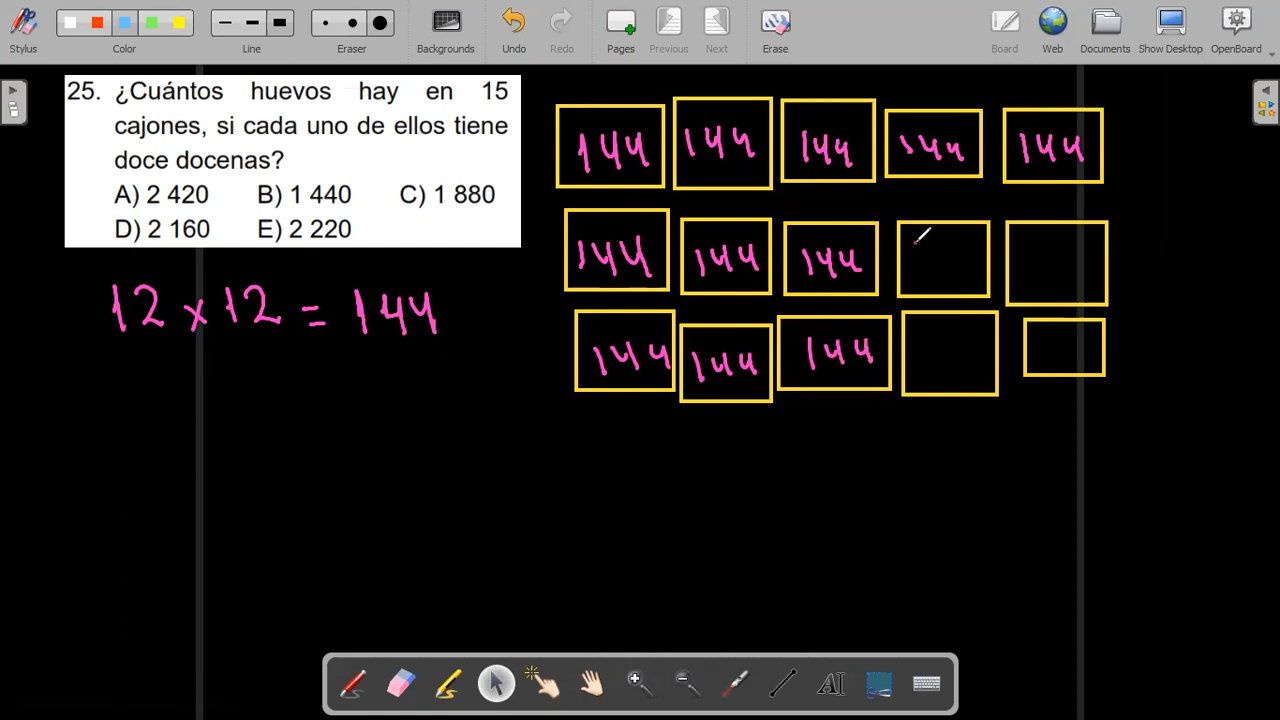 Stylus Color Line Eraser Backgrounds Undo Redo Pages Previous Next Erase Board Web Documents Show Desktop OpenBoard
25. ¿Cuántos huevos hay en 15
cajones, si cada uno de ellos tiene
doce docenas?
A) 2 420 B) 1 440 C) 1 880
D) 2 160 E) 2 220
12 x 12 = 144
144 144 144 144 144
144 144 144
144 144 144
AI